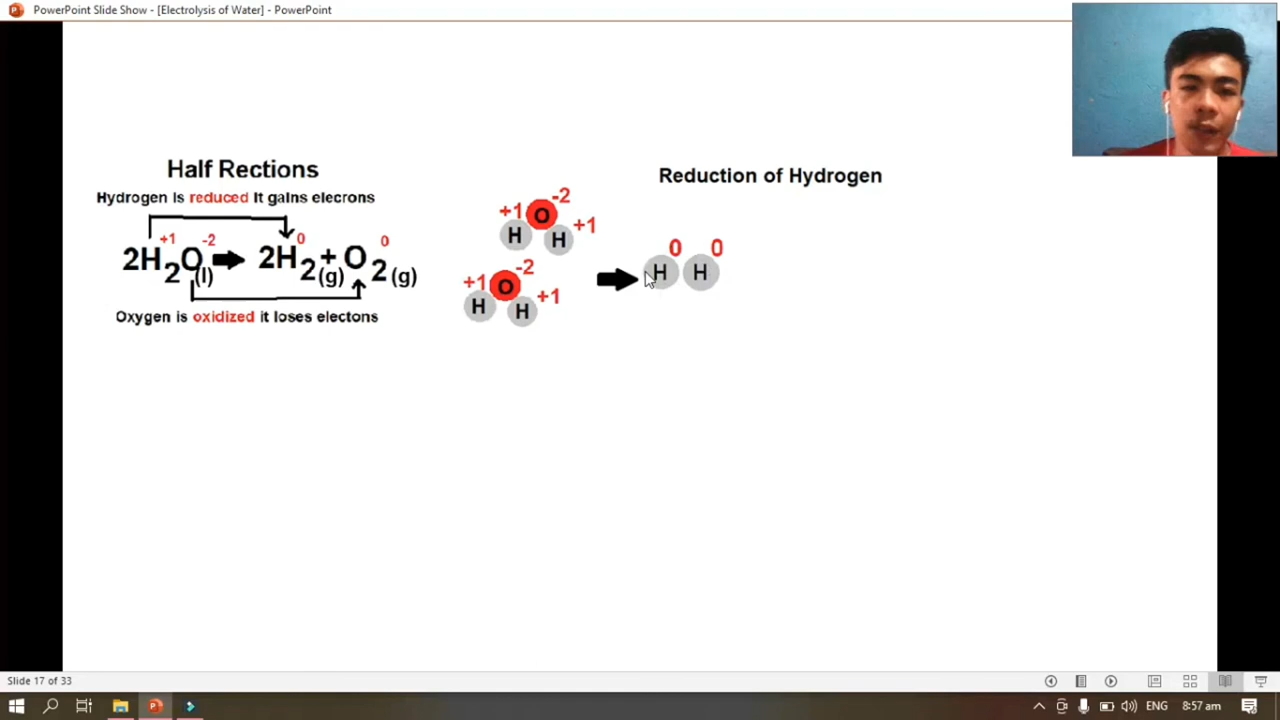 PowerPoint Slide Show - [Electrolysis of Water] - PowerPoint
Half Rections
Hydrogen is reduced It gains elecrons
+1 -2 0 0
2H2O(l) 2H2(g)+O2(g)
Oxygen is oxidized it loses electons
+1 O -2
H H +1
+1 O -2
H H +1
Reduction of Hydrogen
0 0
H H
Slide 17 of 33
ENG 8:57 am